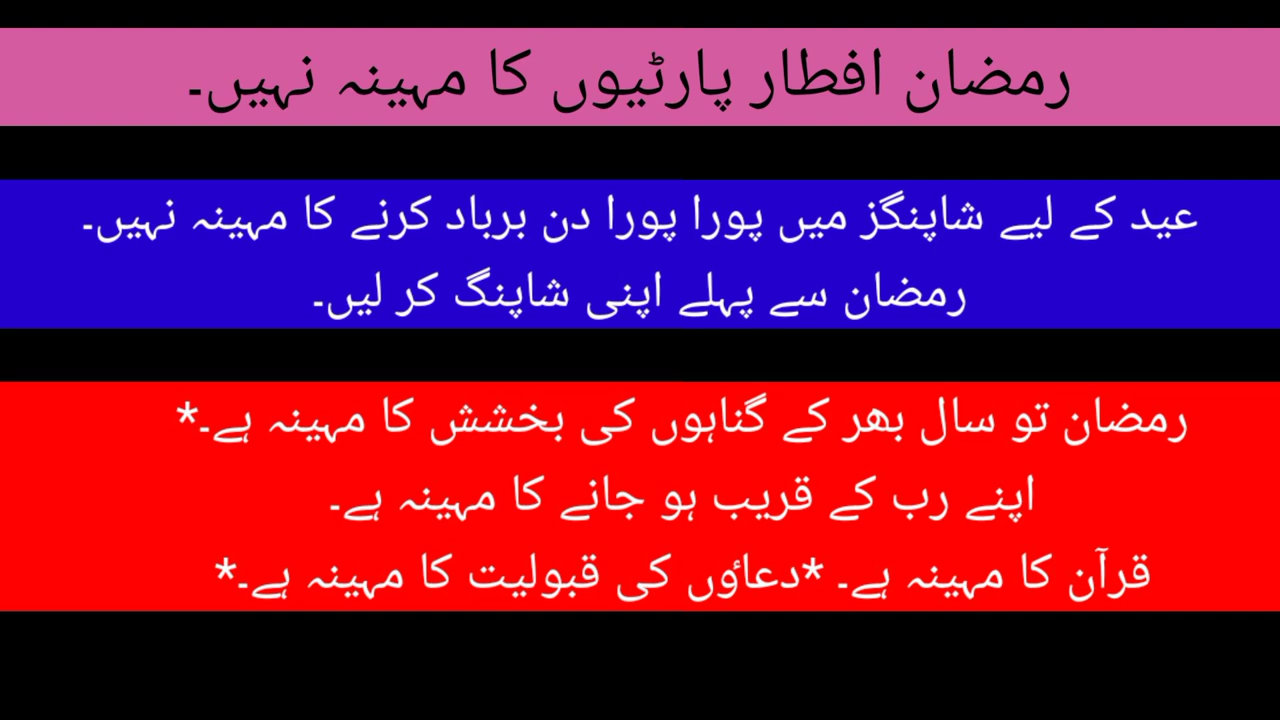 رمضان افطار پارٹیوں کا مہینہ نہیں۔
عید کے لیے شاپنگز میں پورا پورا دن برباد کرنے کا مہینہ نہیں۔
رمضان سے پہلے اپنی شاپنگ کر لیں۔
رمضان تو سال بھر کے گناہوں کی بخشش کا مہینہ ہے۔*
اپنے رب کے قریب ہو جانے کا مہینہ ہے۔
قرآن کا مہینہ ہے۔ *دعاؤں کی قبولیت کا مہینہ ہے۔*